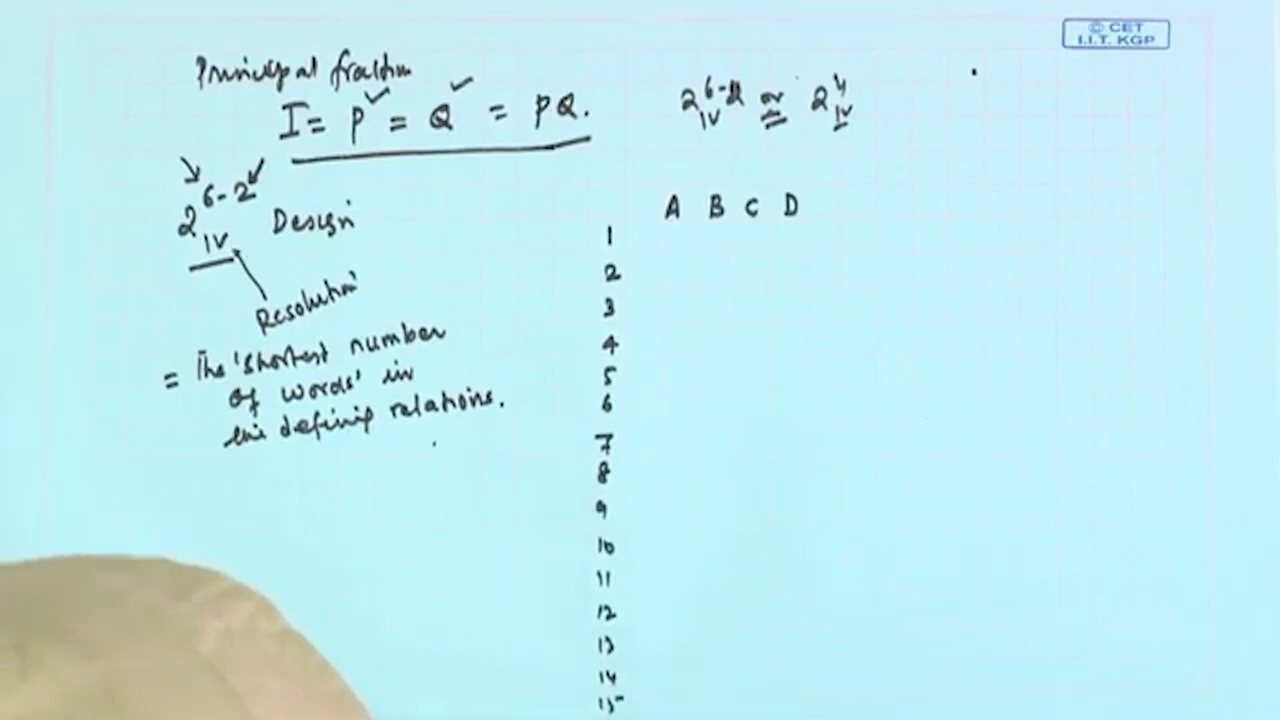 © CET
I.I.T. KGP
Principal fraction
I = P = Q = PQ.
2^{6-2}_{IV} Design
Resolution
= The 'shortest number
of words' in
the defining relations.
2^{6-2}_{IV} or 2^{4}_{IV}
A B C D
1
2
3
4
5
6
7
8
9
10
11
12
13
14
15